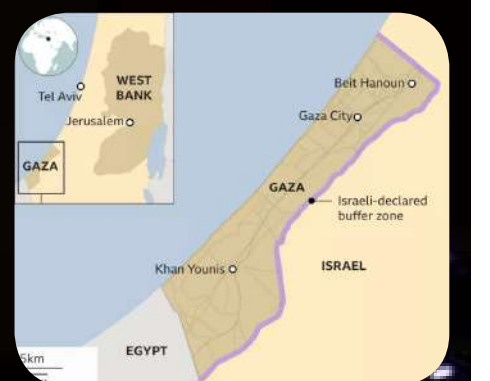 WEST
BANK
Tel Aviv
Jerusalem
GAZA
Beit Hanoun
Gaza City
GAZA
Israeli-declared
buffer zone
Khan Younis
ISRAEL
EGYPT
5km